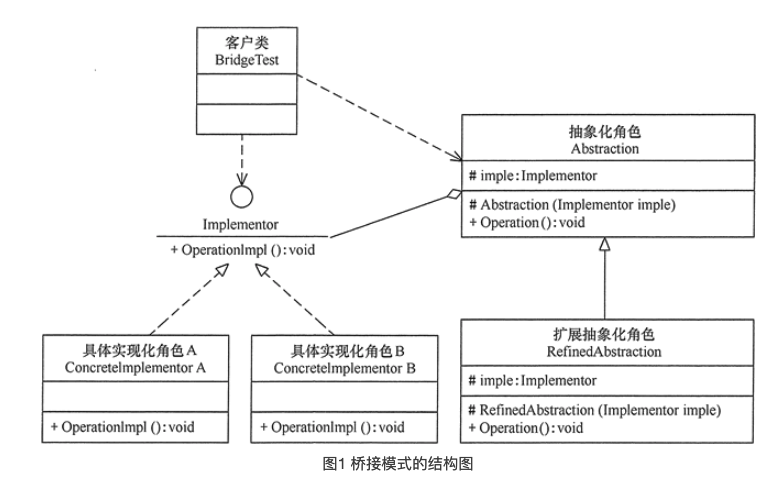 客户类
BridgeTest
抽象化角色
Abstraction
# imple:Implementor
# Abstraction (Implementor imple)
+ Operation():void
Implementor
+ OperationImpl ():void
具体实现化角色A
ConcreteImplementor A
+ OperationImpl ():void
具体实现化角色B
ConcreteImplementor B
+ OperationImpl ():void
扩展抽象化角色
RefinedAbstraction
# imple:Implementor
# RefinedAbstraction (Implementor imple)
+ Operation():void
图1 桥接模式的结构图